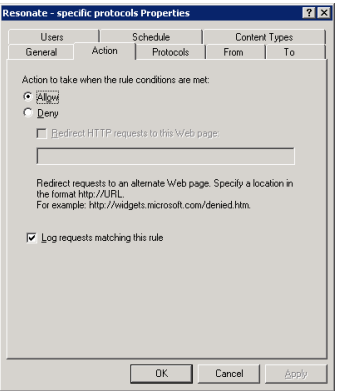 Resonate - specific protocols Properties
Users Schedule Content Types
General Action Protocols From To
Action to take when the rule conditions are met:
Allow
Deny
Redirect HTTP requests to this Web page:
Redirect requests to an alternate Web page. Specify a location in
the format http://URL.
For example: http://widgets.microsoft.com/denied.htm.
Log requests matching this rule
OK Cancel Apply